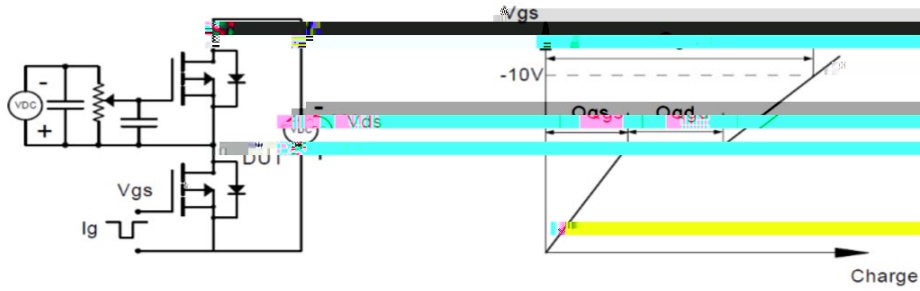 Vgs
-10V
-
VDC
+
-
Vds
Qgs
Qgd
DUT
Vgs
Ig
Charge